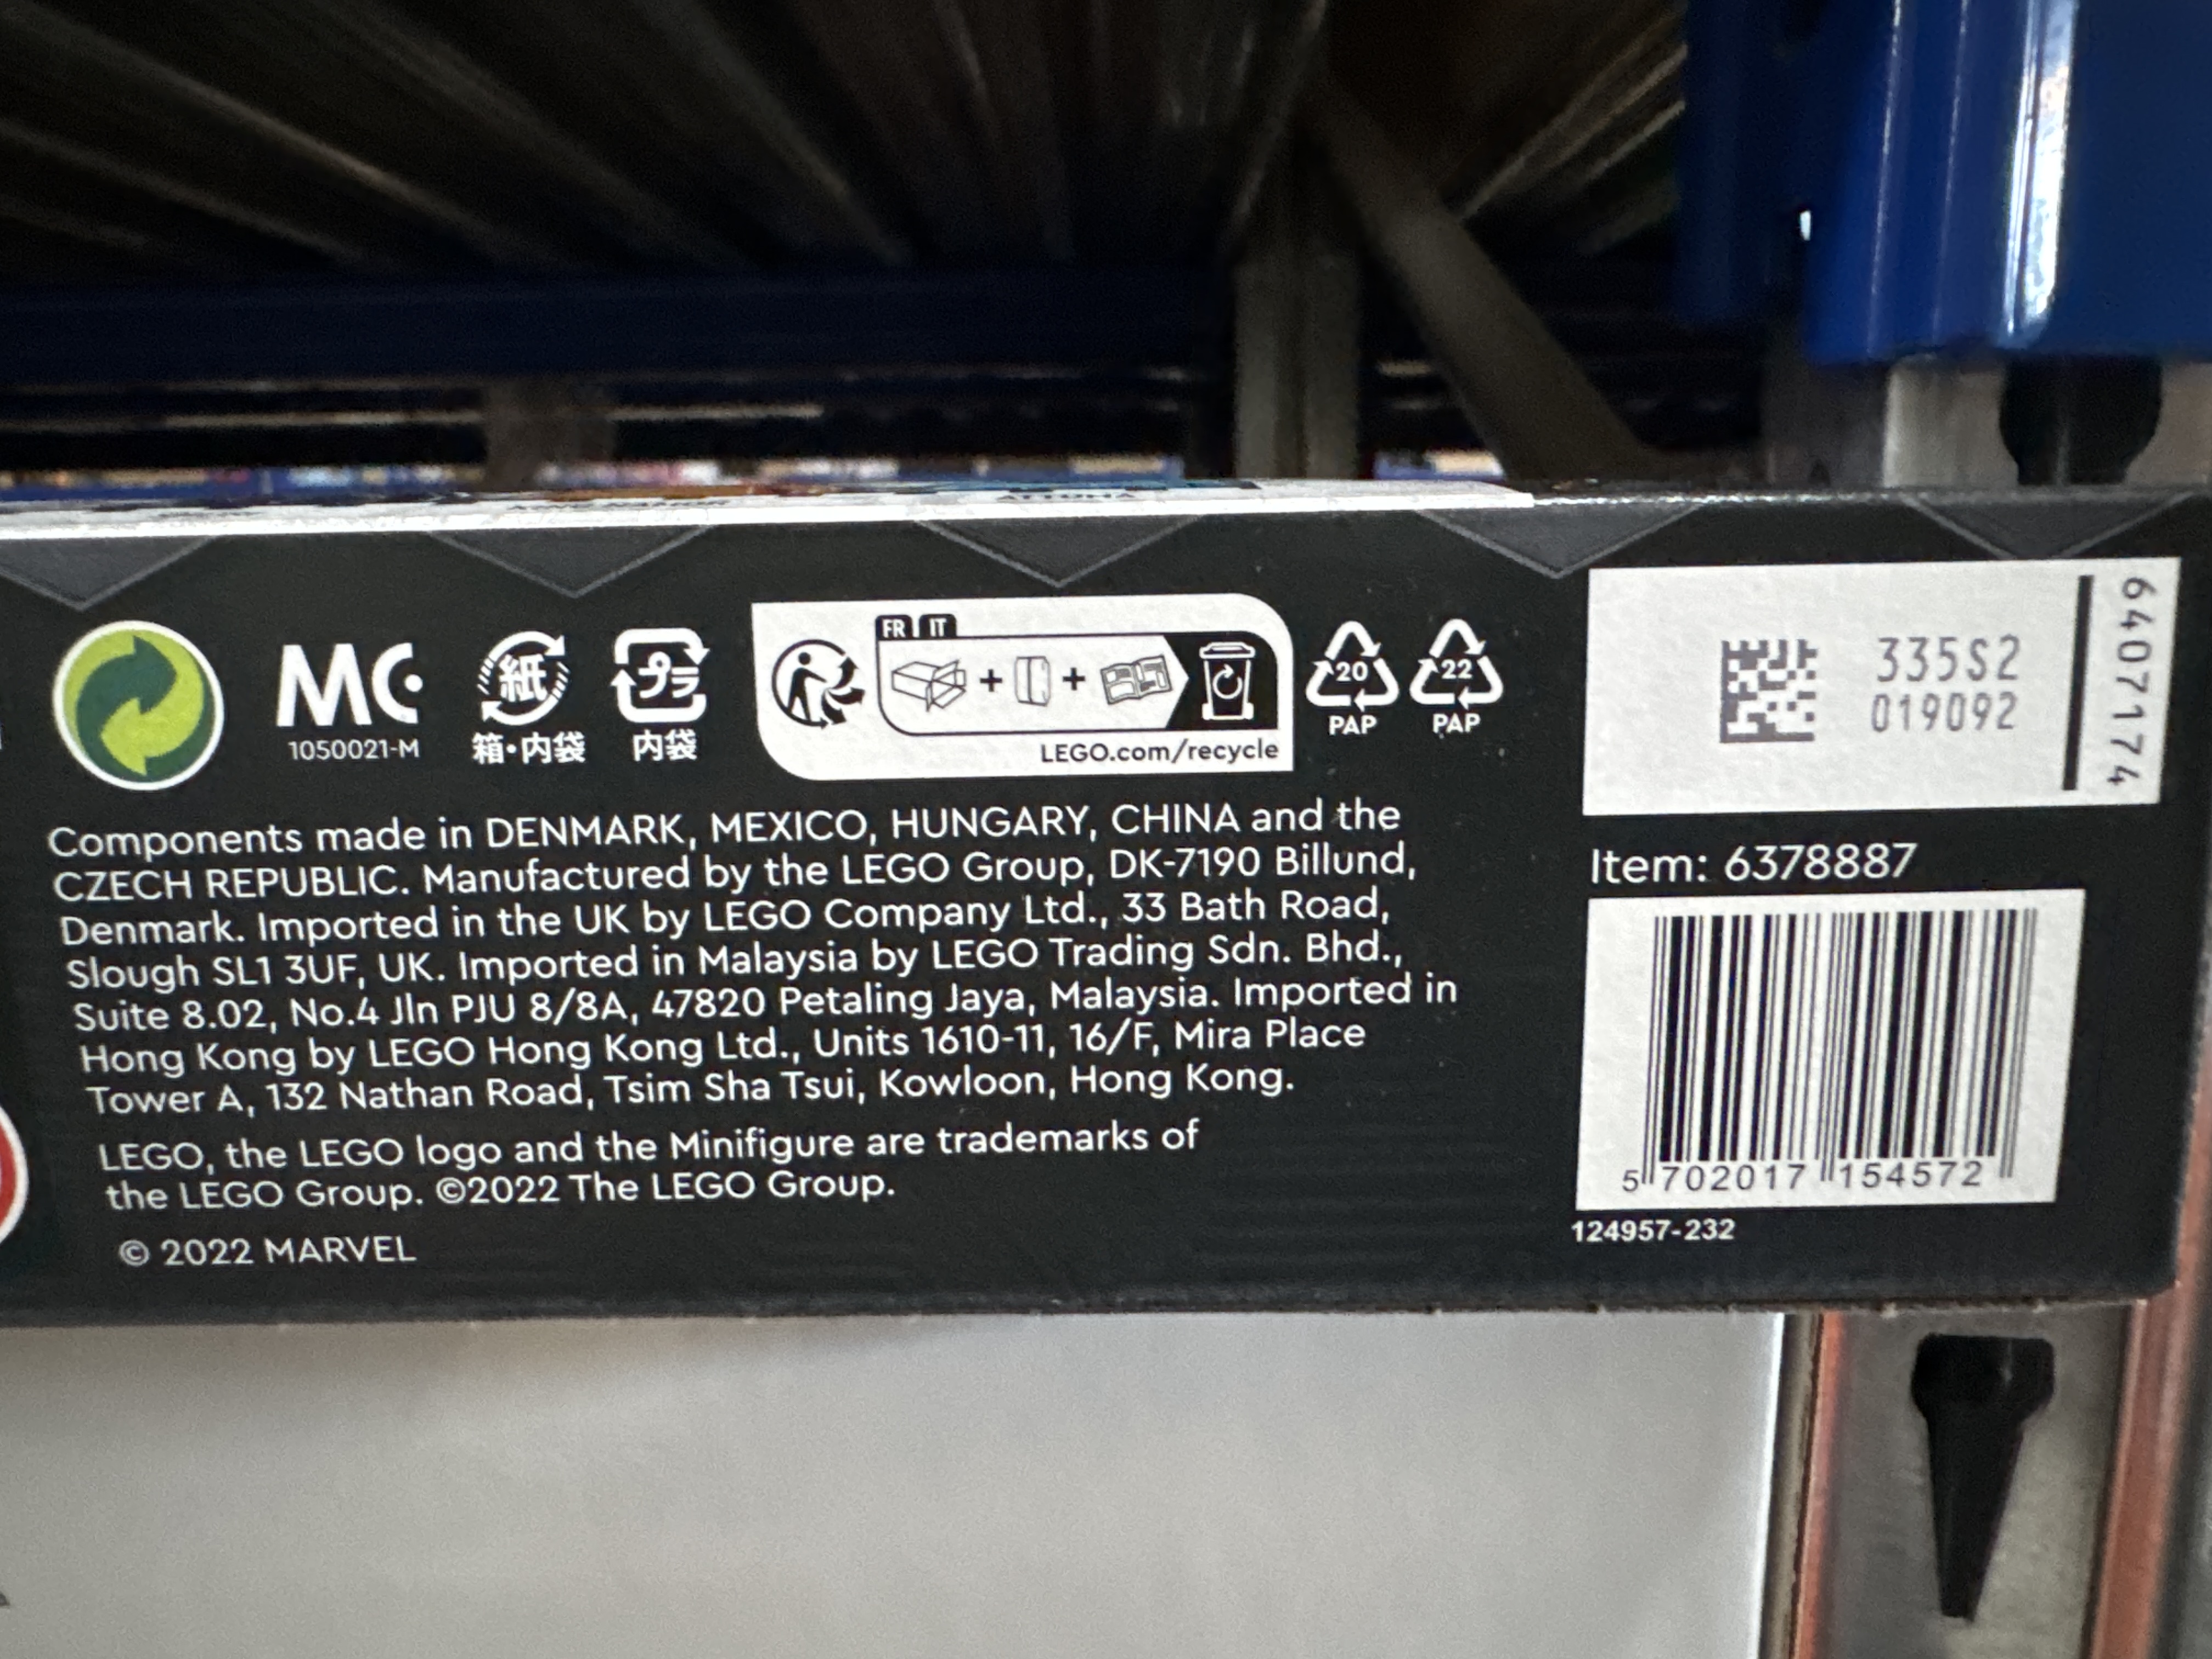 MC
1050021-M
紙
箱・内袋
プラ
内袋
FR IT
LEGO.com/recycle
20
PAP
22
PAP
335S2
019092
6407174
Components made in DENMARK, MEXICO, HUNGARY, CHINA and the
CZECH REPUBLIC. Manufactured by the LEGO Group, DK-7190 Billund,
Denmark. Imported in the UK by LEGO Company Ltd., 33 Bath Road,
Slough SL1 3UF, UK. Imported in Malaysia by LEGO Trading Sdn. Bhd.,
Suite 8.02, No.4 Jln PJU 8/8A, 47820 Petaling Jaya, Malaysia. Imported in
Hong Kong by LEGO Hong Kong Ltd., Units 1610-11, 16/F, Mira Place
Tower A, 132 Nathan Road, Tsim Sha Tsui, Kowloon, Hong Kong.
LEGO, the LEGO logo and the Minifigure are trademarks of
the LEGO Group. ©2022 The LEGO Group.
© 2022 MARVEL
Item: 6378887
5 702017 154572
124957-232